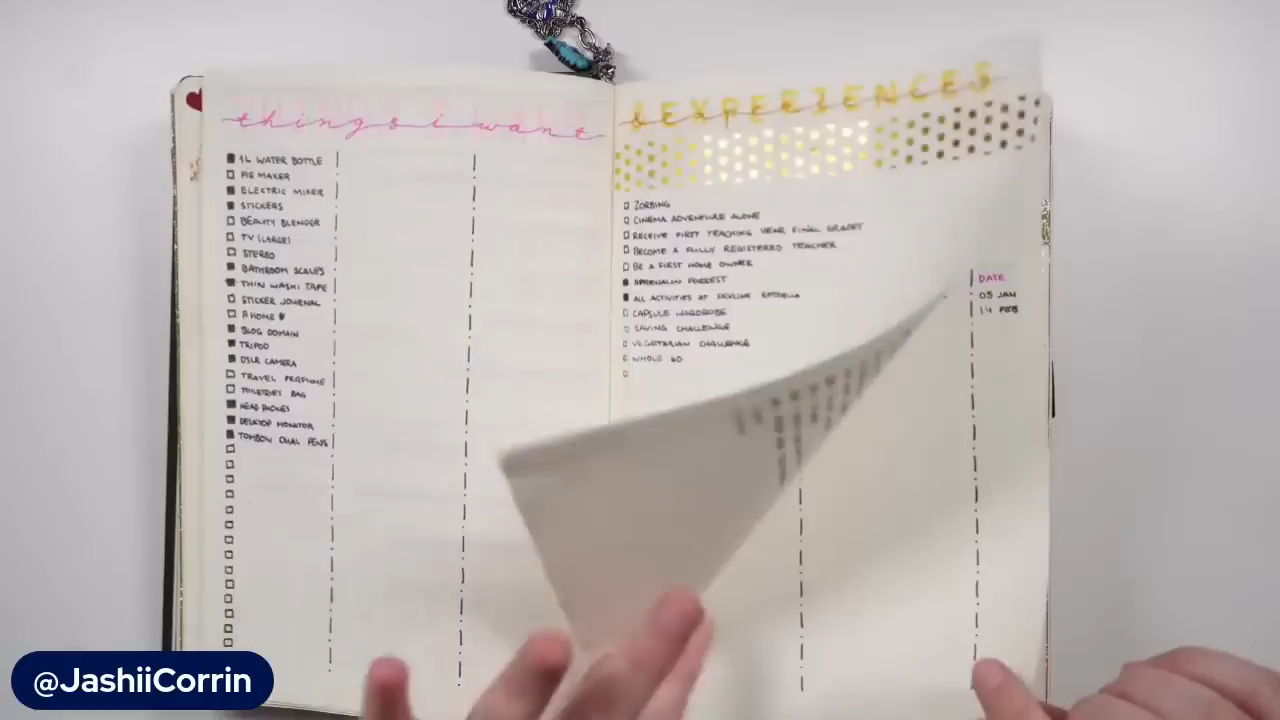 things i want
1L WATER BOTTLE
PIE MAKER
ELECTRIC MIXER
STICKERS
BEAUTY BLENDER
TV (LARGE)
STEREO
BATHROOM SCALES
THIN WASHI TAPE
STICKER JOURNAL
A HOME
BLOG DOMAIN
TRIPOD
DSLR CAMERA
TRAVEL PERFUME
TOILETRIES BAG
HEADPHONES
DESKTOP MONITOR
TOMBOW DUAL PENS
& EXPERIENCES
ZORBING
CINEMA ADVENTURE ALONE
RECEIVE FIRST TEACHING YEAR FINAL GRADES
BECOME A FULLY REGISTERED TEACHER
BE A FIRST HOME OWNER
ADRENALIN FORREST
ALL ACTIVITIES AT SKYLINE ROTORUA
CAPSULE WARDROBE
SAVING CHALLENGE
VEGETARIAN CHALLENGE
WHOLE
DATE
05 JAN
14 FEB
@JashiiCorrin